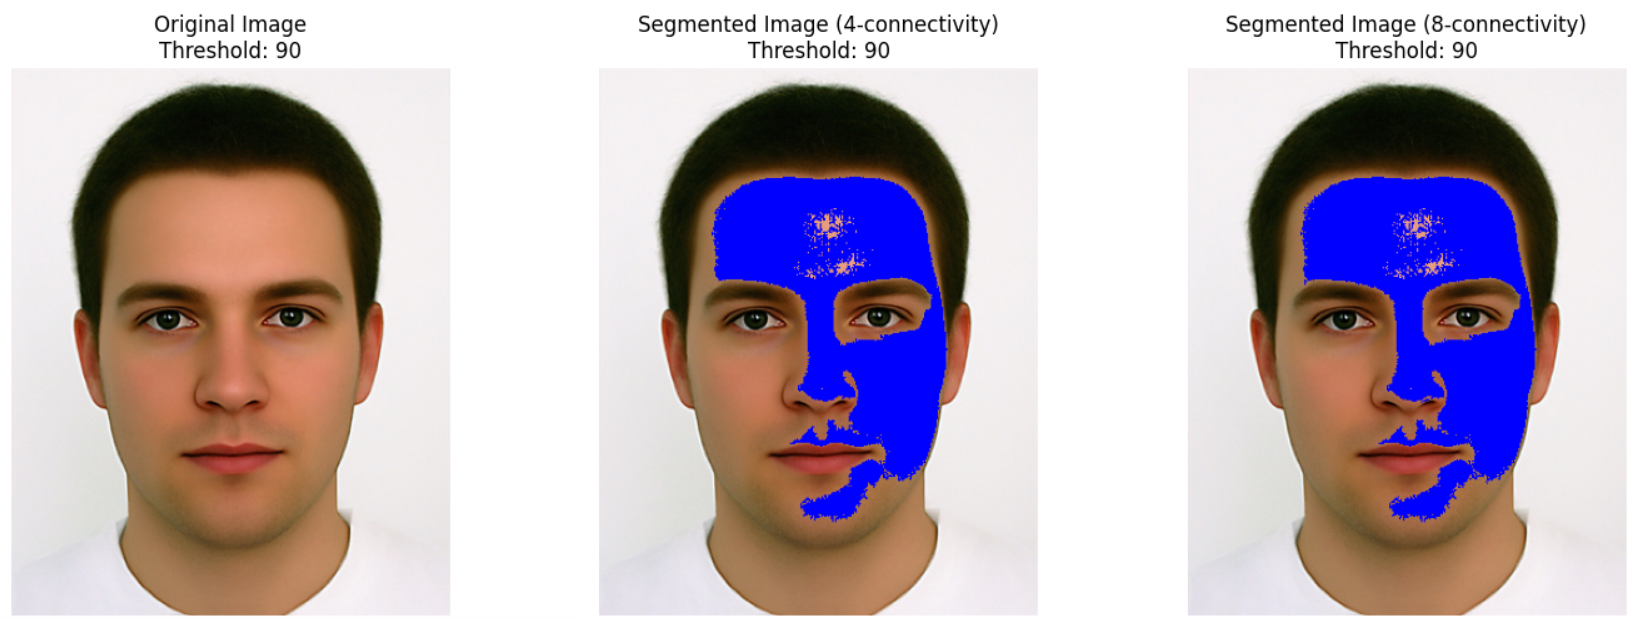 Original Image
Threshold: 90
Segmented Image (4-connectivity)
Threshold: 90
Segmented Image (8-connectivity)
Threshold: 90